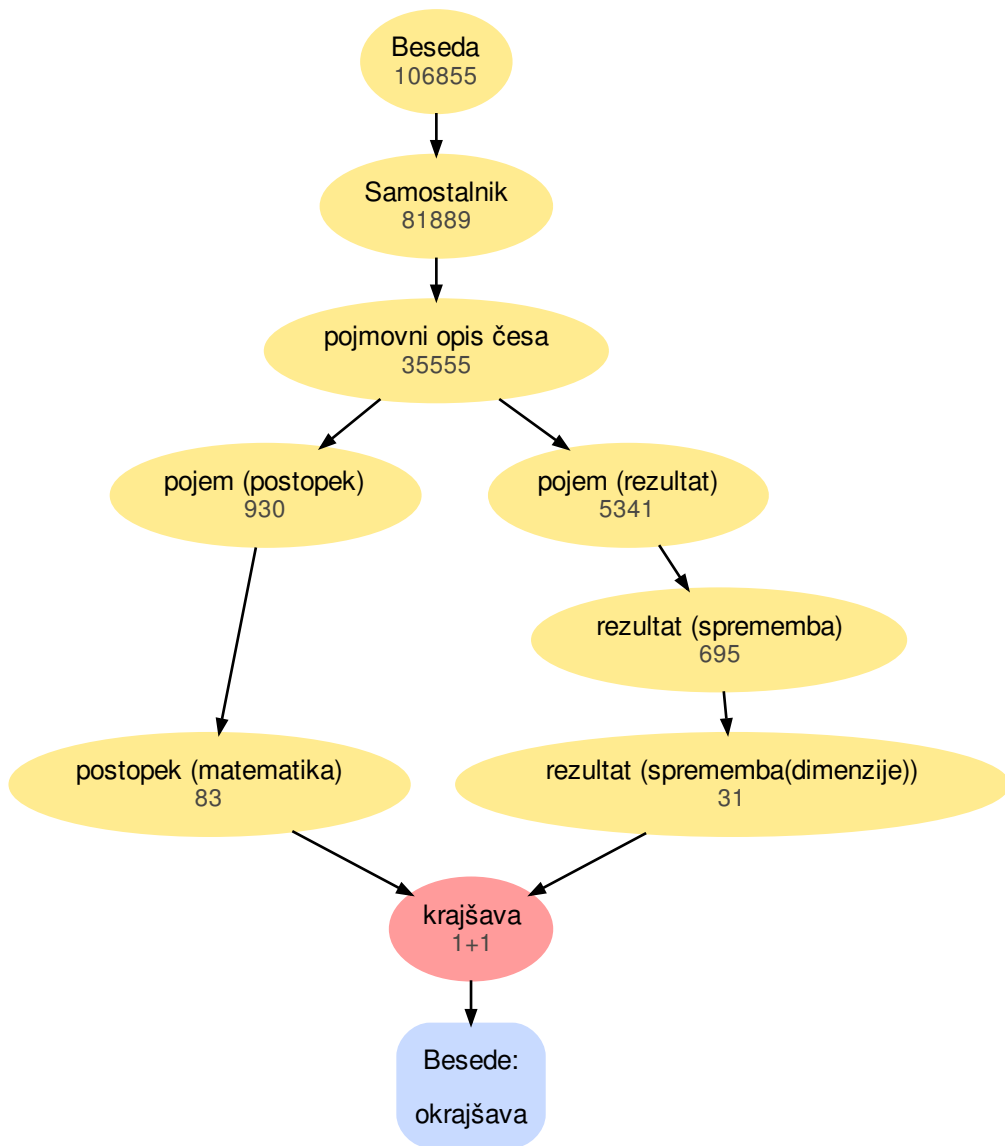 Beseda
106855
Samostalnik
81889
pojmovni opis česa
35555
pojem (postopek)
930
pojem (rezultat)
5341
rezultat (sprememba)
695
postopek (matematika)
83
rezultat (sprememba(dimenzije))
31
krajšava
1+1
Besede:
okrajšava